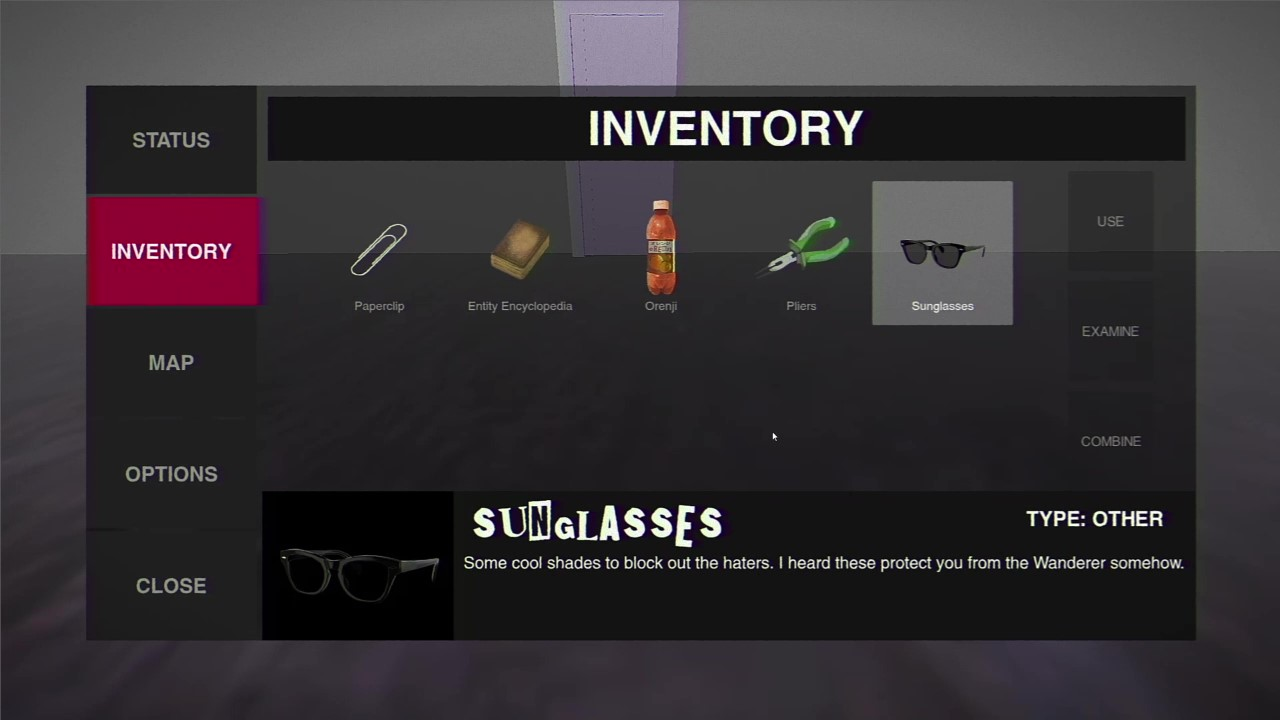 STATUS
INVENTORY
MAP
OPTIONS
CLOSE
INVENTORY
Paperclip
Entity Encyclopedia
Orenji
Pliers
Sunglasses
USE
EXAMINE
COMBINE
SUNGLASSES
TYPE: OTHER
Some cool shades to block out the haters. I heard these protect you from the Wanderer somehow.